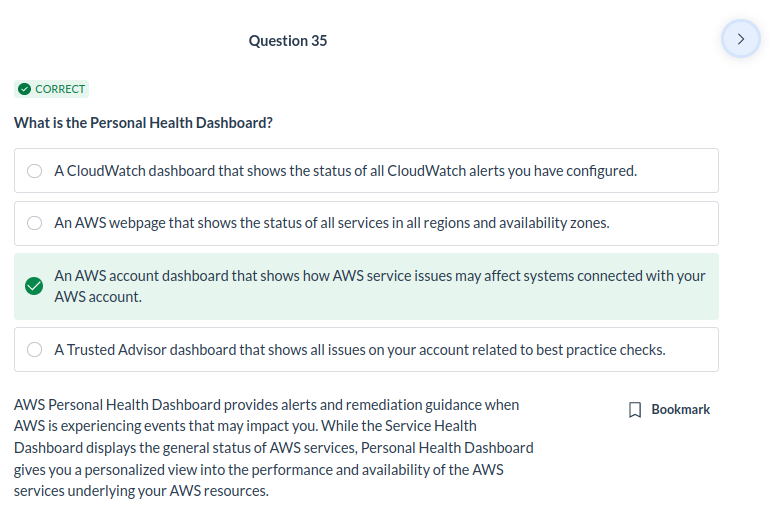 Question 35
CORRECT
What is the Personal Health Dashboard?
A CloudWatch dashboard that shows the status of all CloudWatch alerts you have configured.
An AWS webpage that shows the status of all services in all regions and availability zones.
An AWS account dashboard that shows how AWS service issues may affect systems connected with your
AWS account.
A Trusted Advisor dashboard that shows all issues on your account related to best practice checks.
AWS Personal Health Dashboard provides alerts and remediation guidance when
AWS is experiencing events that may impact you. While the Service Health
Dashboard displays the general status of AWS services, Personal Health Dashboard
gives you a personalized view into the performance and availability of the AWS
services underlying your AWS resources.
Bookmark